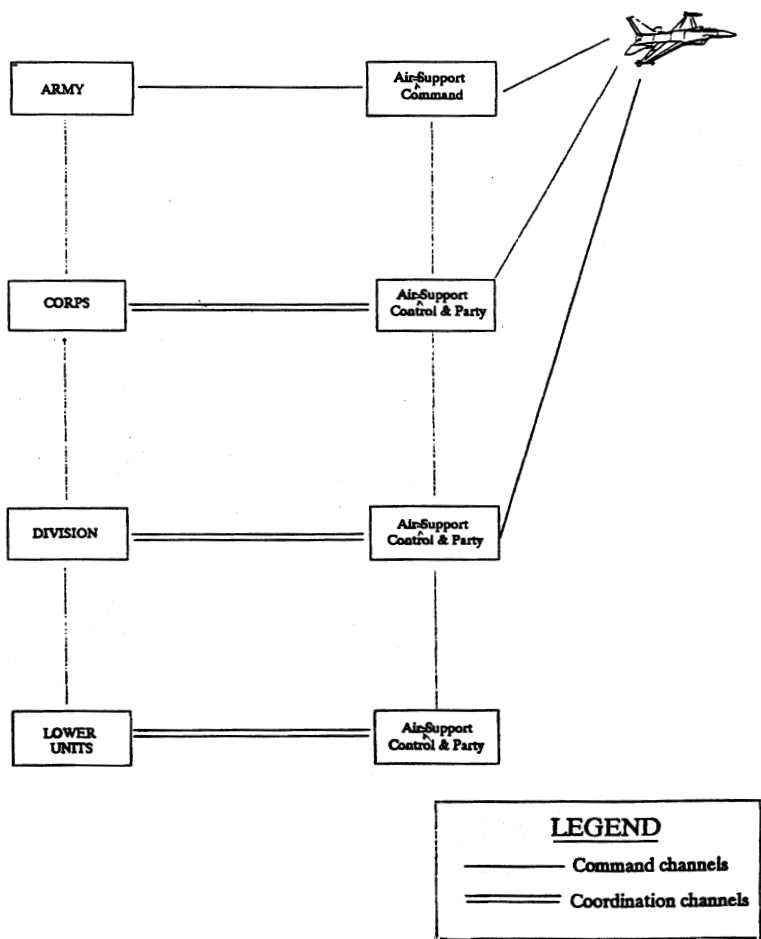 ARMY
Air-Support
Command
CORPS
Air-Support
Control & Party
DIVISION
Air-Support
Control & Party
LOWER
UNITS
Air-Support
Control & Party
LEGEND
Command channels
Coordination channels